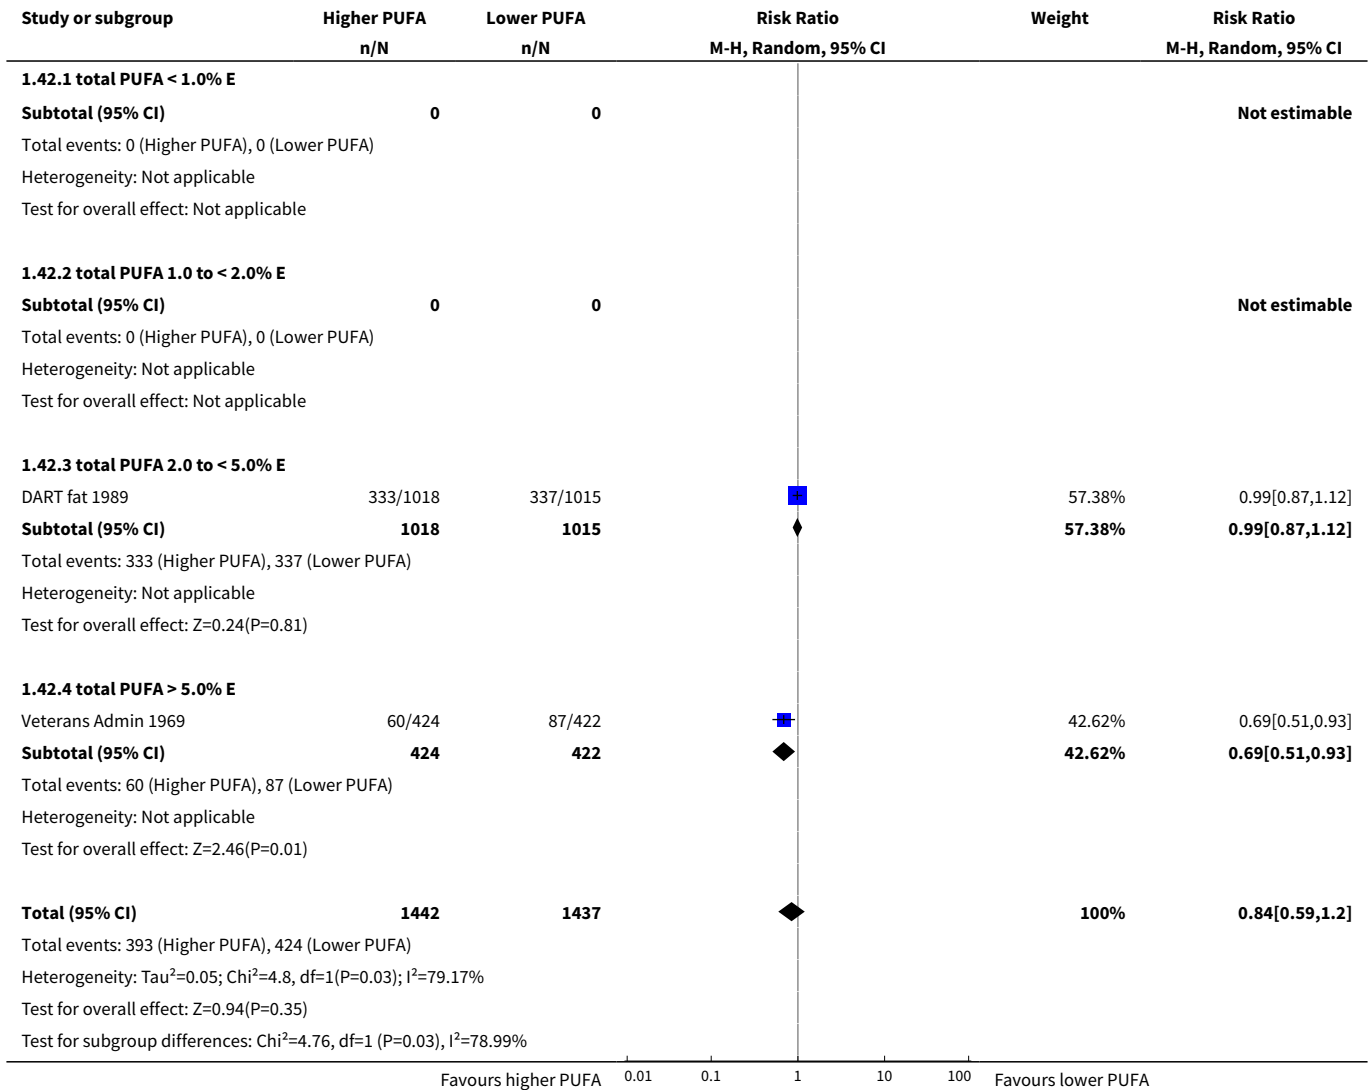 Study or subgroup Higher PUFA Lower PUFA Risk Ratio Weight Risk Ratio
n/N n/N M-H, Random, 95% CI M-H, Random, 95% CI
1.42.1 total PUFA < 1.0% E
Subtotal (95% CI) 0 0 Not estimable
Total events: 0 (Higher PUFA), 0 (Lower PUFA)
Heterogeneity: Not applicable
Test for overall effect: Not applicable
1.42.2 total PUFA 1.0 to < 2.0% E
Subtotal (95% CI) 0 0 Not estimable
Total events: 0 (Higher PUFA), 0 (Lower PUFA)
Heterogeneity: Not applicable
Test for overall effect: Not applicable
1.42.3 total PUFA 2.0 to < 5.0% E
DART fat 1989 333/1018 337/1015 57.38% 0.99[0.87,1.12]
Subtotal (95% CI) 1018 1015 57.38% 0.99[0.87,1.12]
Total events: 333 (Higher PUFA), 337 (Lower PUFA)
Heterogeneity: Not applicable
Test for overall effect: Z=0.24(P=0.81)
1.42.4 total PUFA > 5.0% E
Veterans Admin 1969 60/424 87/422 42.62% 0.69[0.51,0.93]
Subtotal (95% CI) 424 422 42.62% 0.69[0.51,0.93]
Total events: 60 (Higher PUFA), 87 (Lower PUFA)
Heterogeneity: Not applicable
Test for overall effect: Z=2.46(P=0.01)
Total (95% CI) 1442 1437 100% 0.84[0.59,1.2]
Total events: 393 (Higher PUFA), 424 (Lower PUFA)
Heterogeneity: Tau²=0.05; Chi²=4.8, df=1(P=0.03); I²=79.17%
Test for overall effect: Z=0.94(P=0.35)
Test for subgroup differences: Chi²=4.76, df=1 (P=0.03), I²=78.99%
Favours higher PUFA 0.01 0.1 1 10 100 Favours lower PUFA